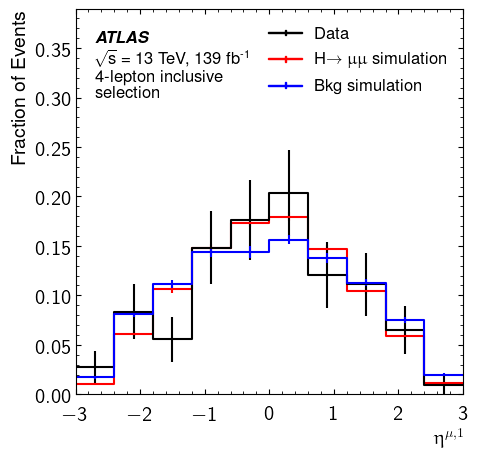 Fraction of Events
0.35
0.30
0.25
0.20
0.15
0.10
0.05
0.00
ATLAS
√s = 13 TeV, 139 fb⁻¹
4-lepton inclusive
selection
Data
H→ μμ simulation
Bkg simulation
−3 −2 −1 0 1 2 3
η^{μ,1}